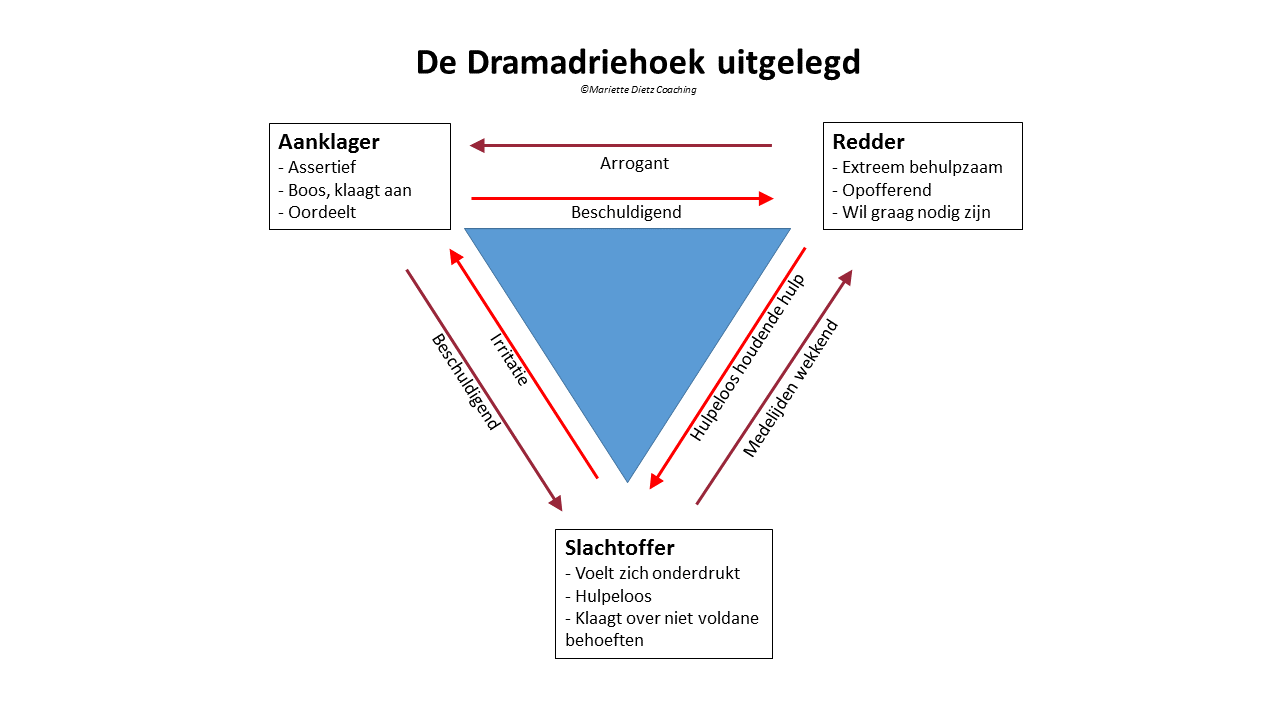 De Dramadriehoek uitgelegd
©Mariette Dietz Coaching
Aanklager
- Assertief
- Boos, klaagt aan
- Oordeelt
Arrogant
Beschuldigend
Redder
- Extreem behulpzaam
- Opofferend
- Wil graag nodig zijn
Beschuldigend
Irritatie
Hulpeloos houdende hulp
Medelijden wekkend
Slachtoffer
- Voelt zich onderdrukt
- Hulpeloos
- Klaagt over niet voldane
behoeften